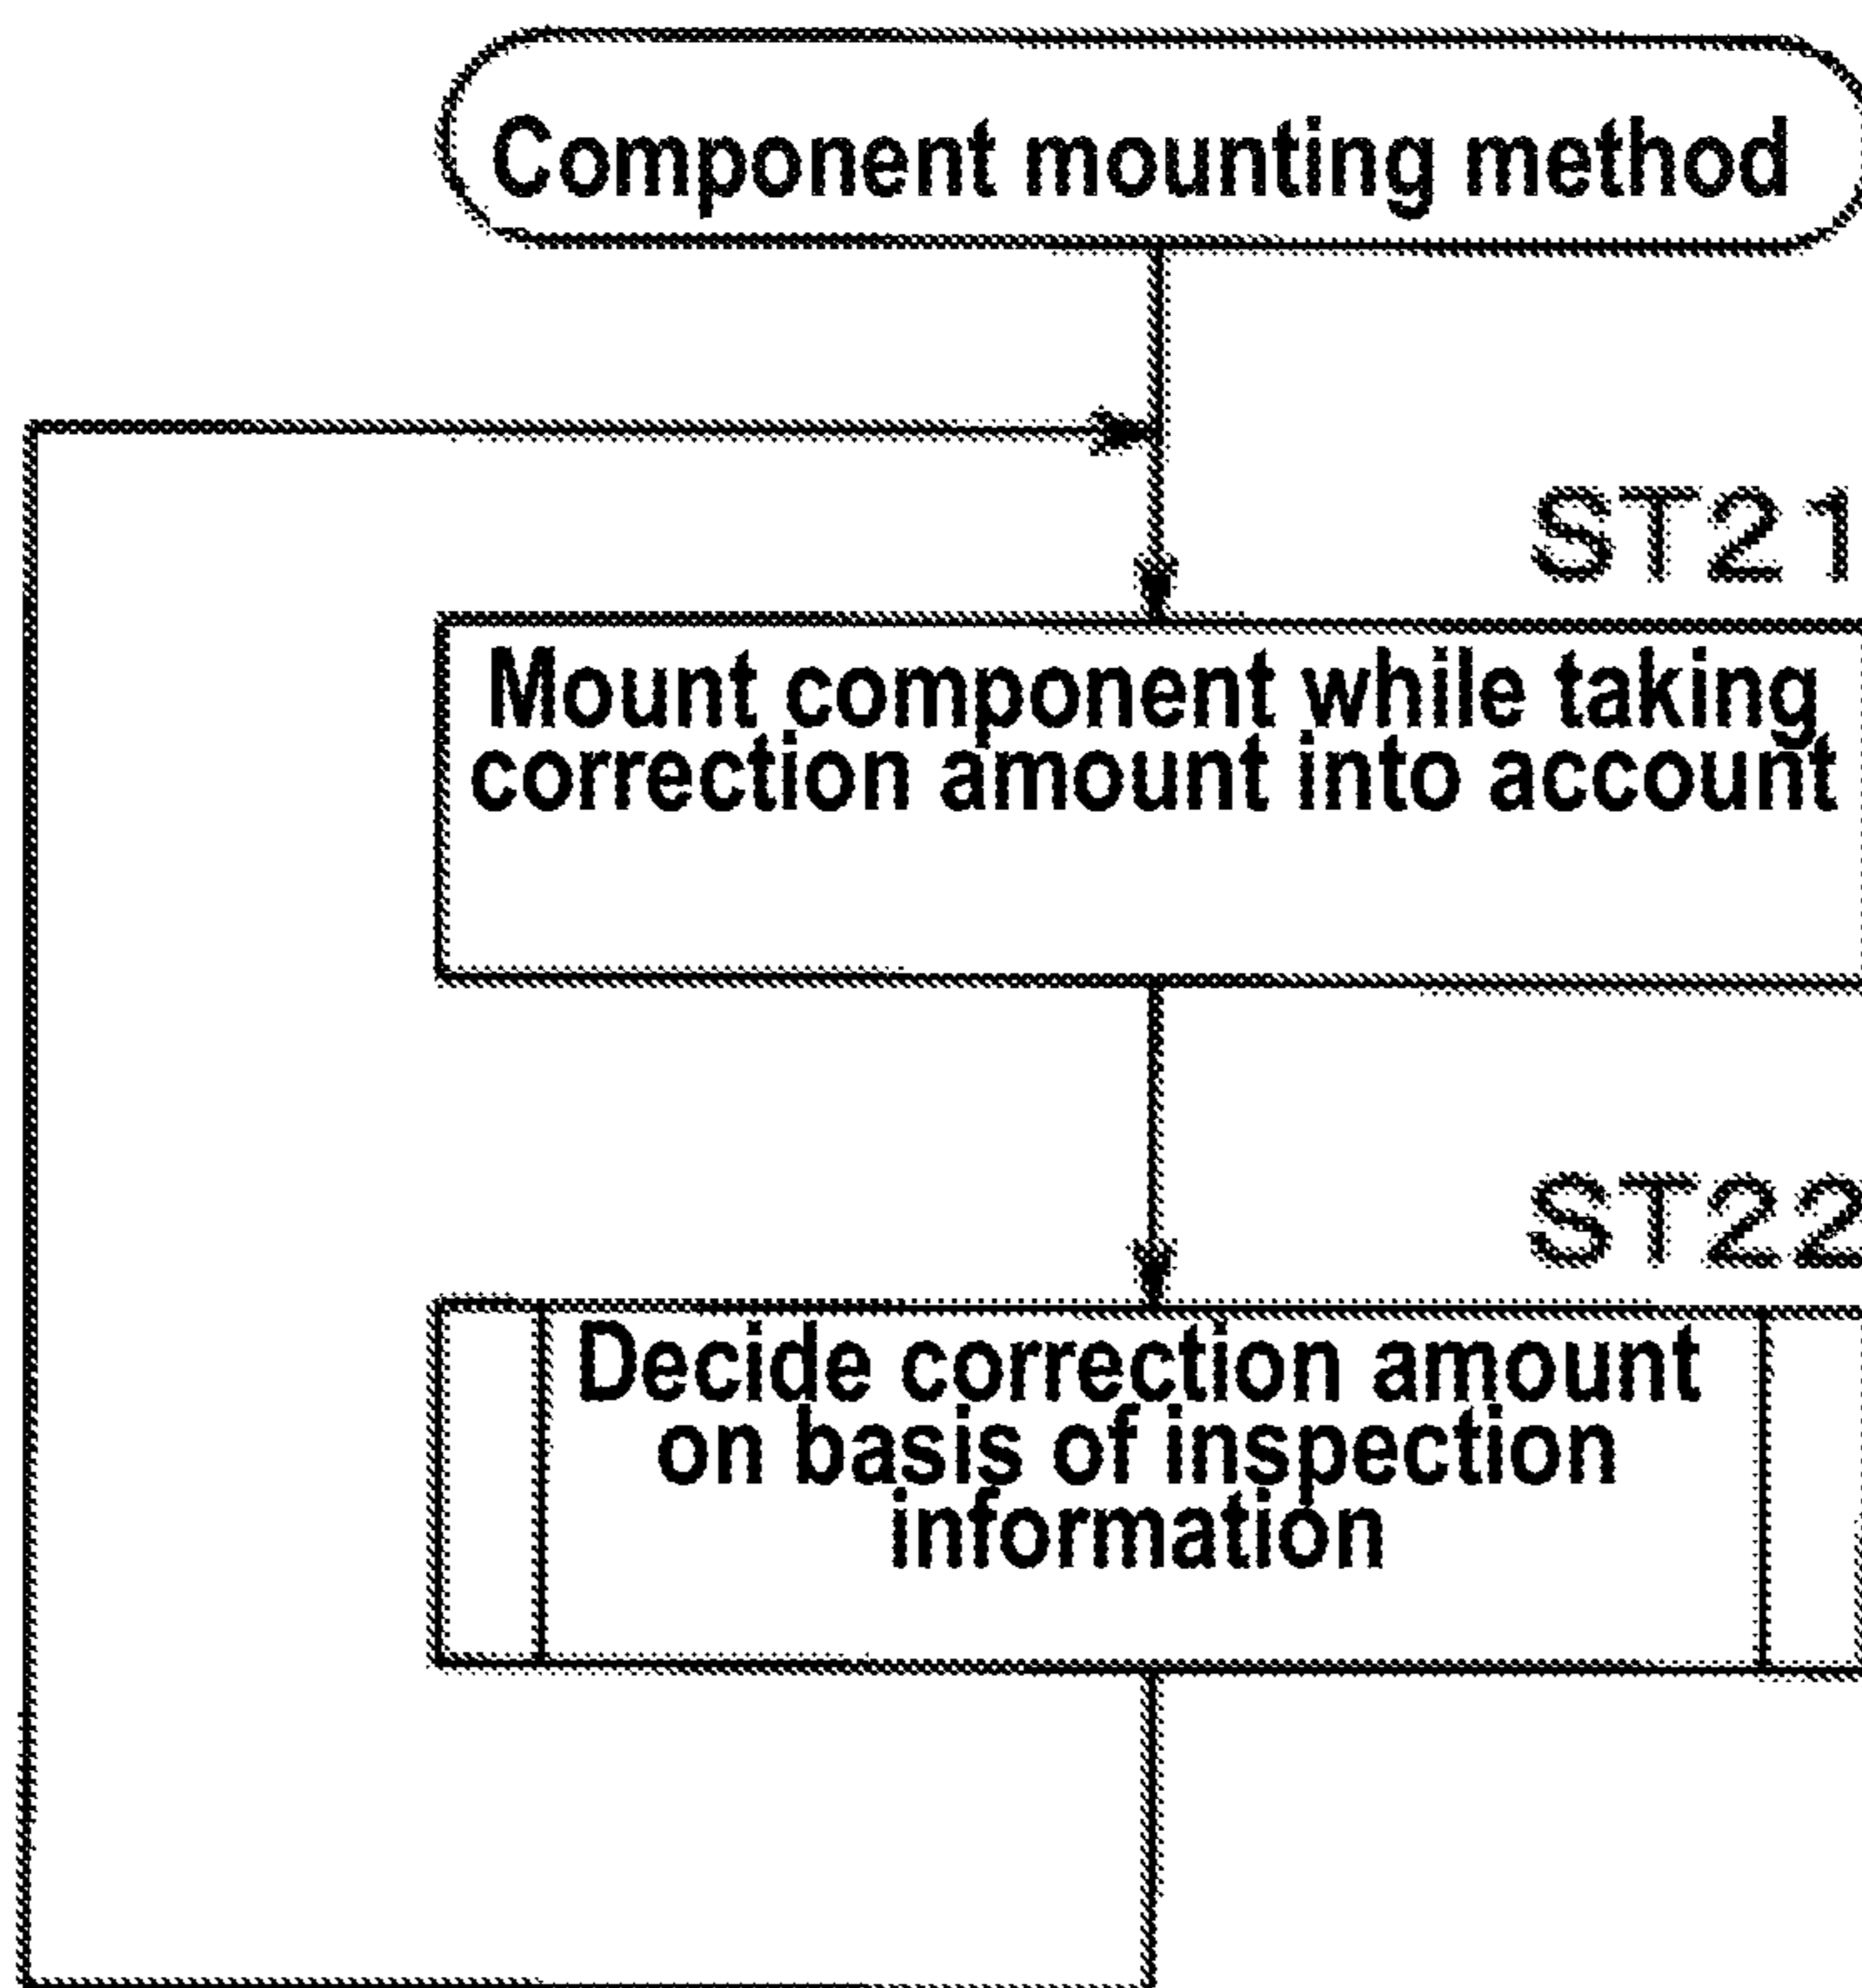 Component mounting method
ST21
Mount component while taking
correction amount into account
ST22
Decide correction amount
on basis of inspection
information